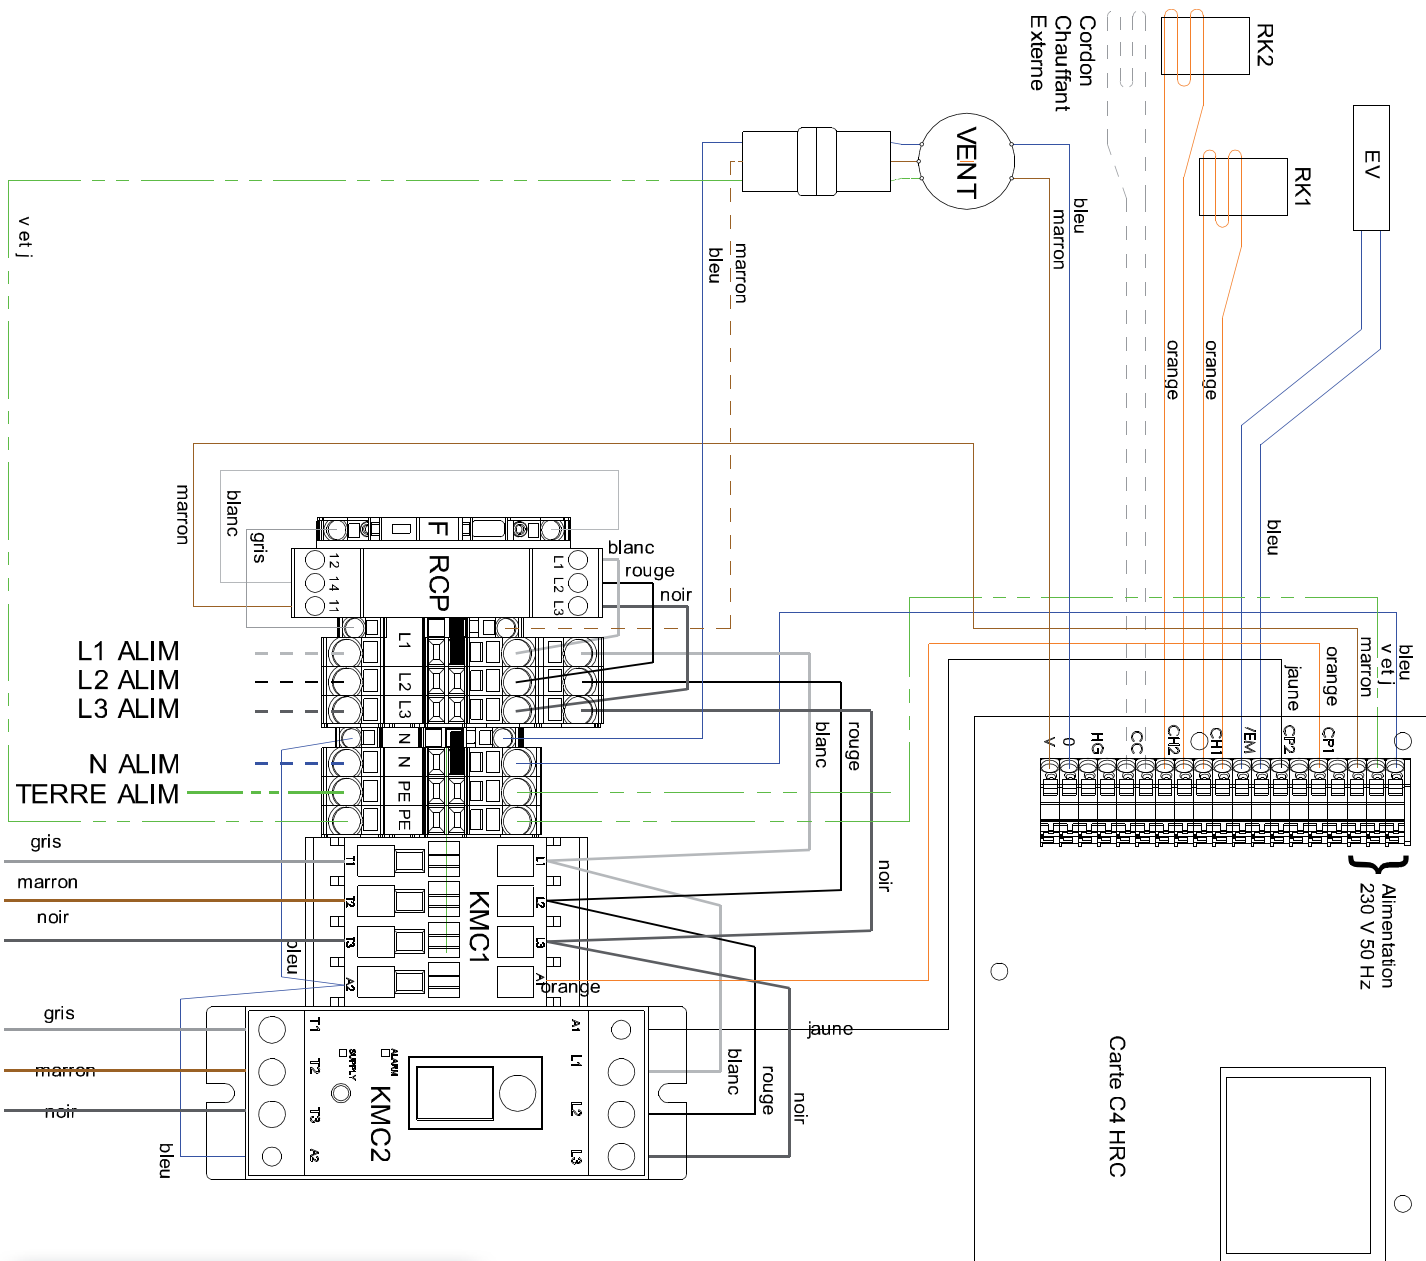 Cordon
Chauffant
Externe
RK2
RK1
EV
VENT
bleu
marron
marron
bleu
v et j
orange
orange
bleu
marron
blanc
gris
F
RCP
12
14
11
L1
L2
L3
blanc
rouge
noir
L1 ALIM
L2 ALIM
L3 ALIM
N ALIM
TERRE ALIM
L1
L2
L3
N
N
PE
PE
blanc
rouge
noir
bleu
v et j
marron
orange
jaune
V
0
HG
CC
CH2
CH1
/EM
CP2
CP1
Alimentation
230 V 50 Hz
gris
marron
noir
bleu
T1
T2
T3
A2
KMC1
L1
L2
L3
A1
orange
gris
marron
noir
bleu
T1
T2
T3
A2
SUPPLY
ALARM
KMC2
A1
L1
L2
L3
jaune
blanc
rouge
noir
Carte C4 HRC